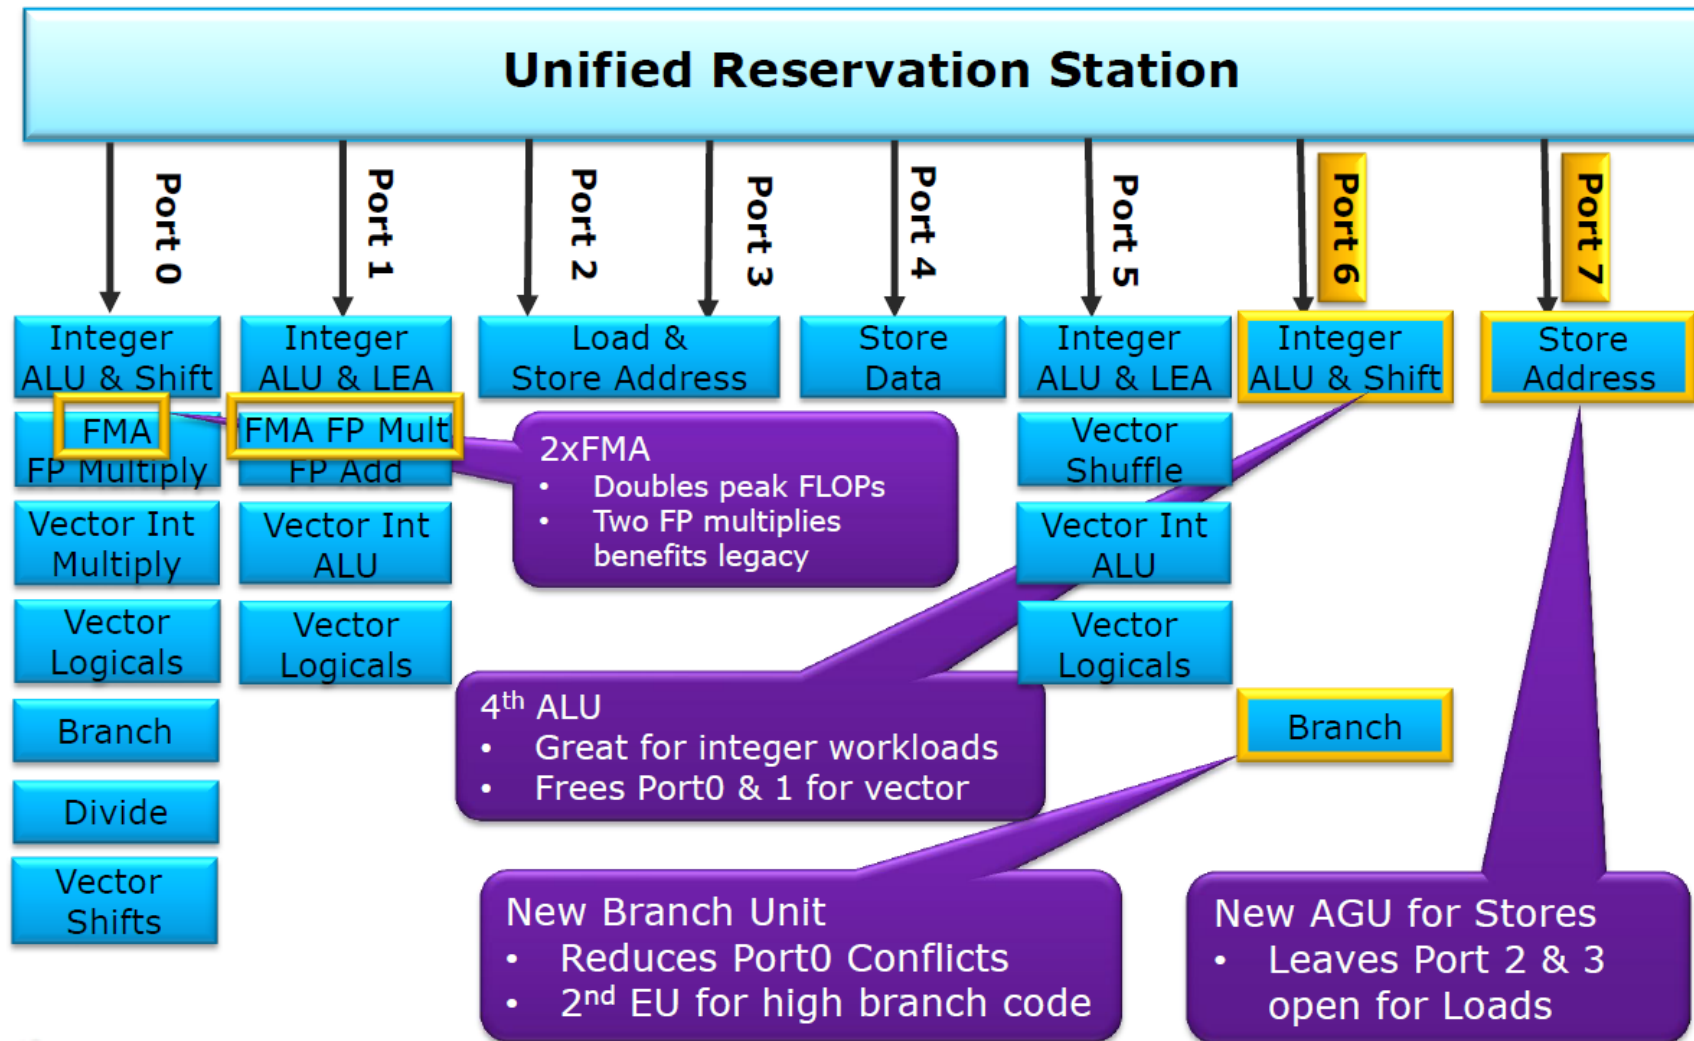 Unified Reservation Station
Port 0
Port 1
Port 2
Port 3
Port 4
Port 5
Port 6
Port 7
Integer
ALU & Shift
Integer
ALU & LEA
Load &
Store Address
Store
Data
Integer
ALU & LEA
Integer
ALU & Shift
Store
Address
FMA
FP Multiply
FMA FP Mult
FP Add
2xFMA
• Doubles peak FLOPs
• Two FP multiplies
benefits legacy
Vector
Shuffle
Vector Int
Multiply
Vector Int
ALU
Vector Int
ALU
Vector
Logicals
Vector
Logicals
Vector
Logicals
4th ALU
• Great for integer workloads
• Frees Port0 & 1 for vector
Branch
Branch
Divide
Vector
Shifts
New Branch Unit
• Reduces Port0 Conflicts
• 2nd EU for high branch code
New AGU for Stores
• Leaves Port 2 & 3
open for Loads